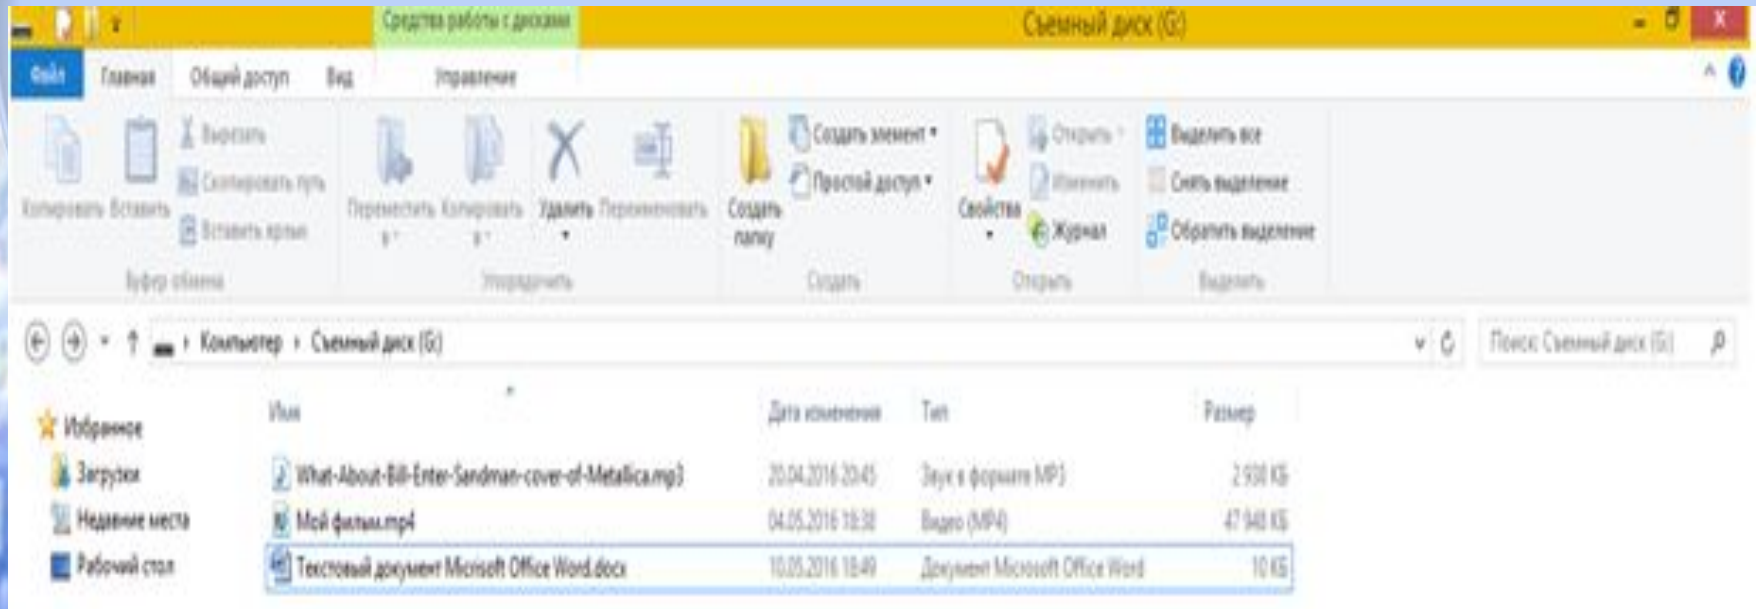 Средства работы с дисками Съемный диск (G:)
Файл Главная Общий доступ Вид Управление
Вырезать
Скопировать путь
Вставить ярлык
Копировать Вставить
Переместить в Копировать в Удалить Переименовать
Создать папку
Создать элемент
Простой доступ
Свойства
Открыть
Изменить
Журнал
Выделить все
Снять выделение
Обратить выделение
Буфер обмена Упорядочить Создать Открыть Выделить
Компьютер Съемный диск (G:) Поиск: Съемный диск (G:)
Избранное
Загрузки
Недавние места
Рабочий стол
Имя Дата изменения Тип Размер
What-About-Bill-Enter-Sandman-cover-of-Metallica.mp3 20.04.2016 20:45 Звук в формате MP3 2 938 КБ
Мой фильм.mp4 04.05.2016 18:38 Видео (MP4) 47 948 КБ
Текстовый документ Micrisoft Office Word.docx 10.05.2016 18:49 Документ Microsoft Office Word 10 КБ